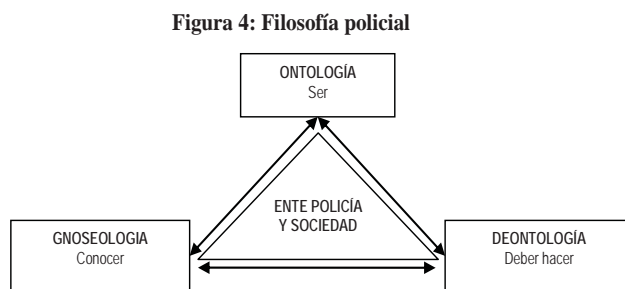 Figura 4: Filosofía policial
ONTOLOGÍA
Ser
ENTE POLICÍA
Y SOCIEDAD
GNOSEOLOGIA
Conocer
DEONTOLOGÍA
Deber hacer